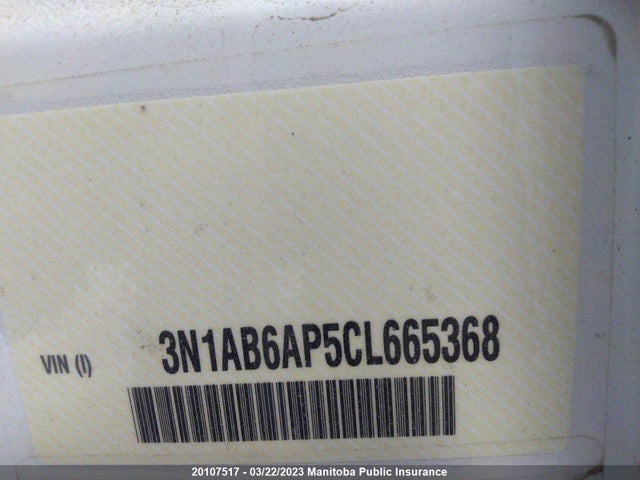 VIN (I) 3N1AB6AP5CL665368
20107517 - 03/22/2023 Manitoba Public Insurance